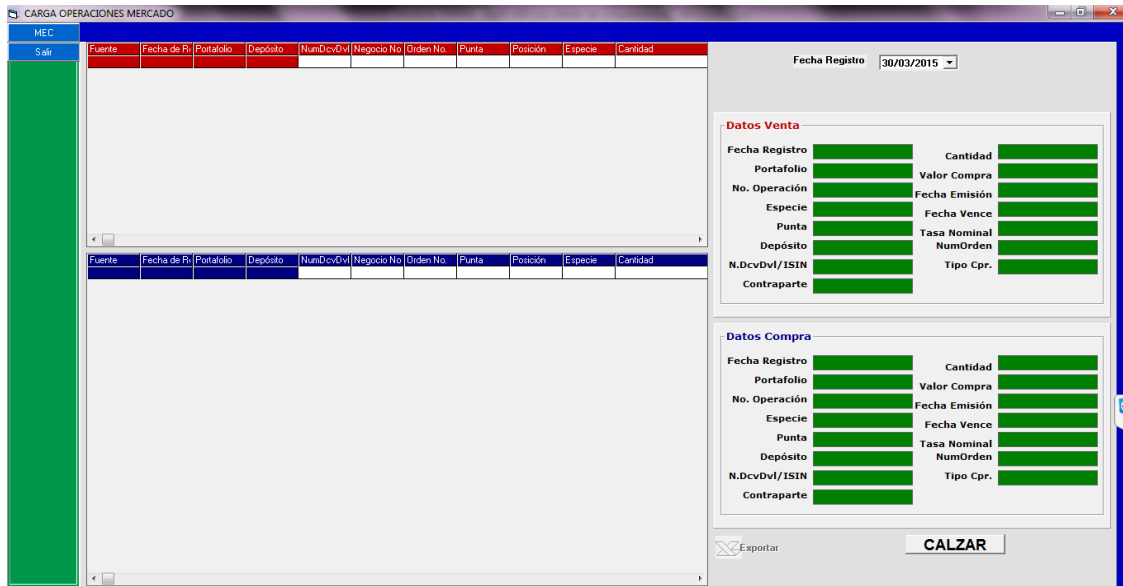 CARGA OPERACIONES MERCADO
MEC
Salir
Fuente Fecha de R Portafolio Depósito NumDcvDvl Negocio No Orden No. Punta Posición Especie Cantidad
Fecha Registro 30/03/2015
Datos Venta
Fecha Registro Cantidad
Portafolio Valor Compra
No. Operación Fecha Emisión
Especie Fecha Vence
Punta Tasa Nominal
Depósito NumOrden
N.DcvDvl/ISIN Tipo Cpr.
Contraparte
Fuente Fecha de R Portafolio Depósito NumDcvDvl Negocio No Orden No. Punta Posición Especie Cantidad
Datos Compra
Fecha Registro Cantidad
Portafolio Valor Compra
No. Operación Fecha Emisión
Especie Fecha Vence
Punta Tasa Nominal
Depósito NumOrden
N.DcvDvl/ISIN Tipo Cpr.
Contraparte
Exportar CALZAR